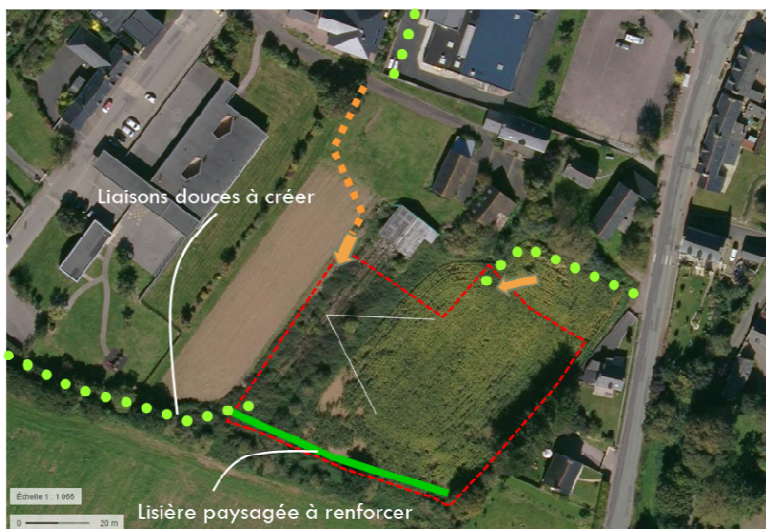 Liaisons douces à créer
Échelle 1 : 1 066
0 20 m
Lisière paysagée à renforcer